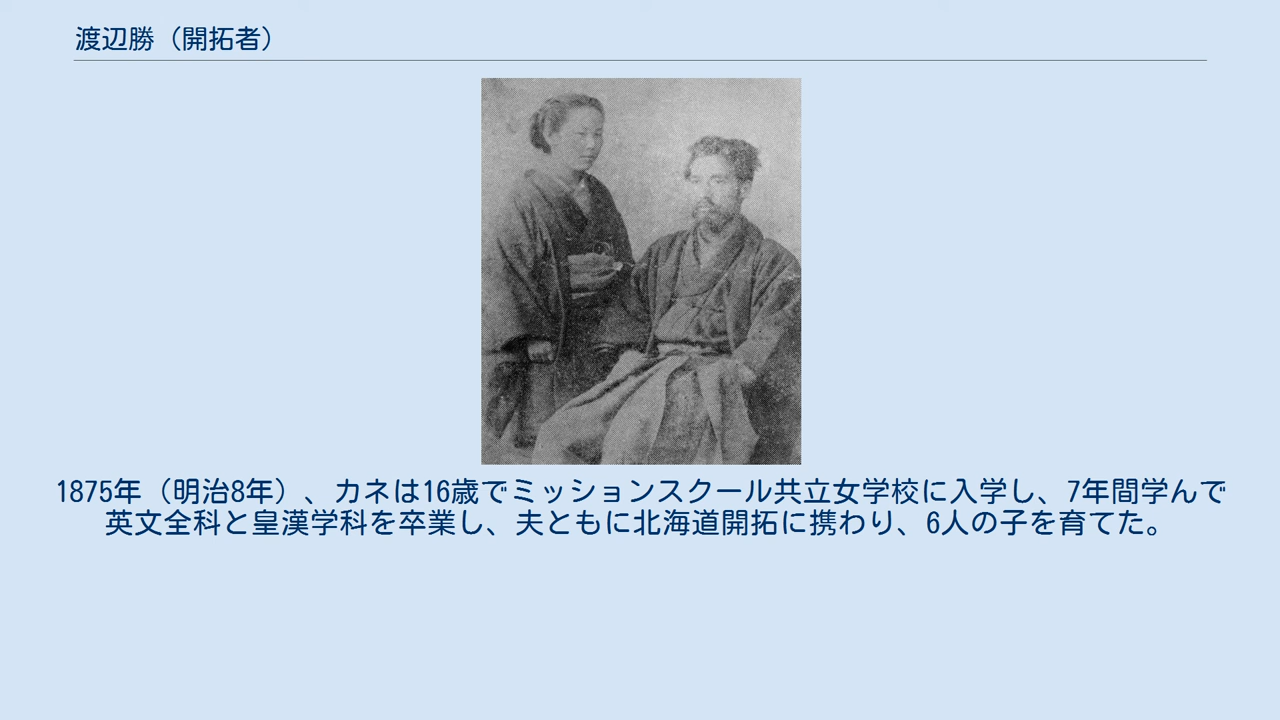 渡辺勝（開拓者）
1875年（明治8年）、カネは16歳でミッションスクール共立女学校に入学し、7年間学んで
英文全科と皇漢学科を卒業し、夫ともに北海道開拓に携わり、6人の子を育てた。